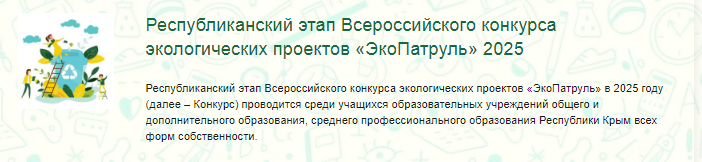 Республиканский этап Всероссийского конкурса
экологических проектов «ЭкоПатруль» 2025
Республиканский этап Всероссийского конкурса экологических проектов «ЭкоПатруль» в 2025 году
(далее – Конкурс) проводится среди учащихся образовательных учреждений общего и
дополнительного образования, среднего профессионального образования Республики Крым всех
форм собственности.